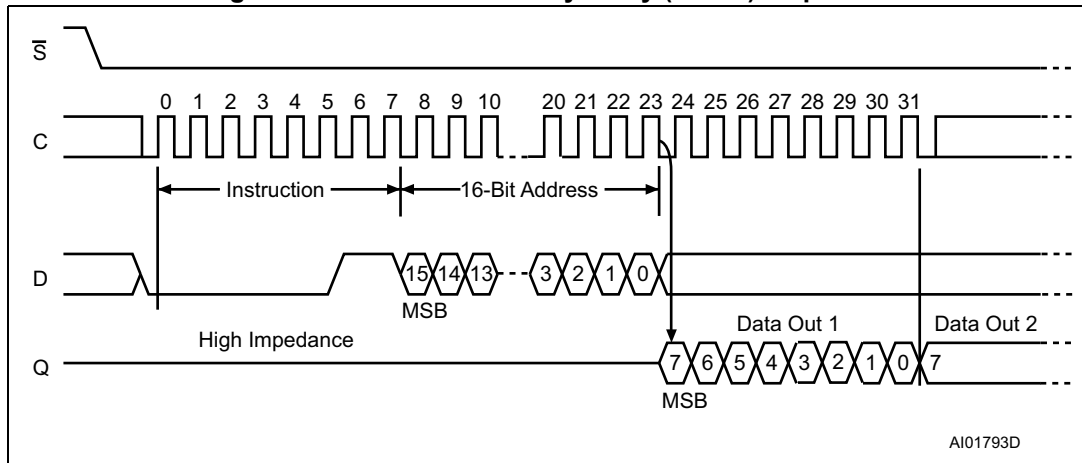 S
0 1 2 3 4 5 6 7 8 9 10 20 21 22 23 24 25 26 27 28 29 30 31
C
Instruction 16-Bit Address
D 15 14 13 3 2 1 0
MSB
High Impedance Data Out 1 Data Out 2
Q 7 6 5 4 3 2 1 0 7
MSB
AI01793D